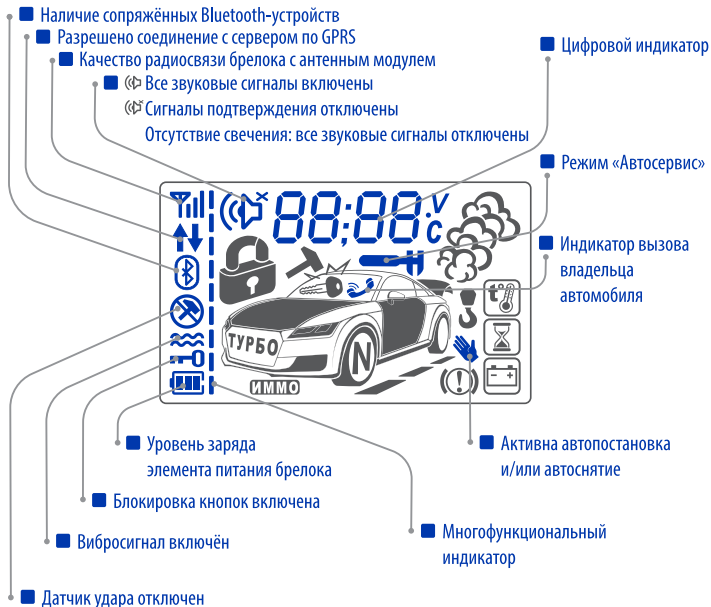 Наличие сопряжённых Bluetooth-устройств
Разрешено соединение с сервером по GPRS
Качество радиосвязи брелока с антенным модулем
Все звуковые сигналы включены
Сигналы подтверждения отключены
Отсутствие свечения: все звуковые сигналы отключены
Цифровой индикатор
Режим «Автосервис»
Индикатор вызова
владельца
автомобиля
88:88 V
C
t°
ТУРБО
N
ИММО
Уровень заряда
элемента питания брелока
Блокировка кнопок включена
Вибросигнал включён
Датчик удара отключен
Активна автопостановка
и/или автоснятие
Многофункциональный
индикатор